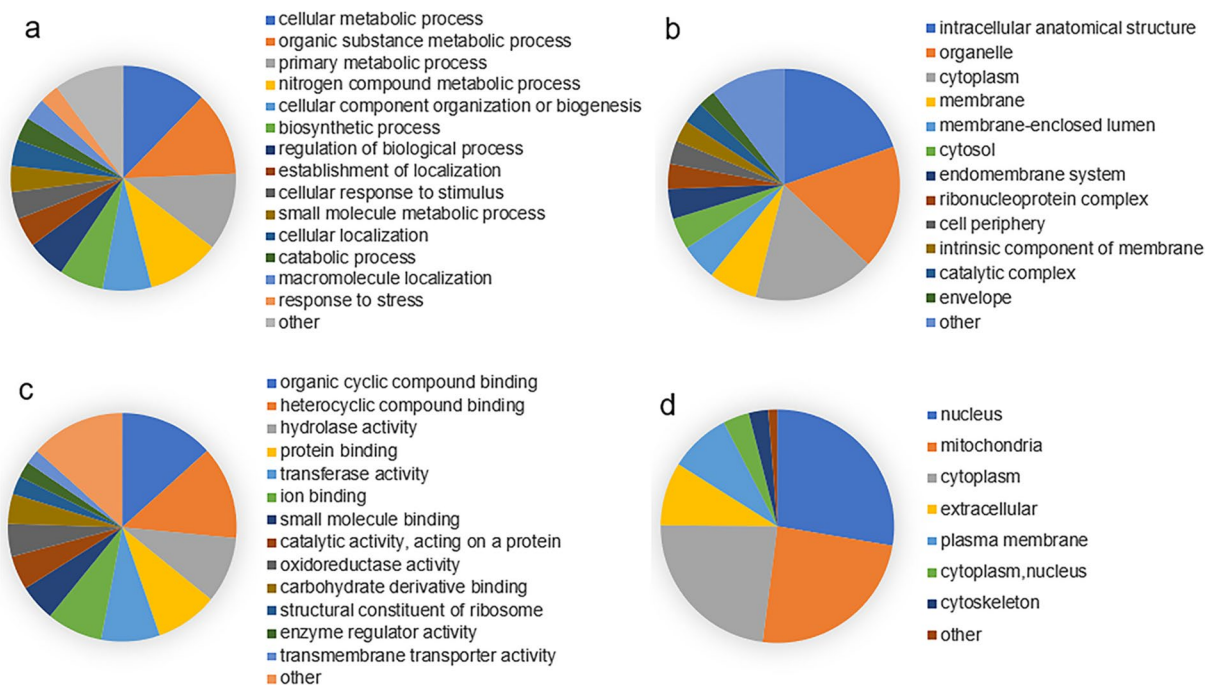 a
cellular metabolic process
organic substance metabolic process
primary metabolic process
nitrogen compound metabolic process
cellular component organization or biogenesis
biosynthetic process
regulation of biological process
establishment of localization
cellular response to stimulus
small molecule metabolic process
cellular localization
catabolic process
macromolecule localization
response to stress
other
b
intracellular anatomical structure
organelle
cytoplasm
membrane
membrane-enclosed lumen
cytosol
endomembrane system
ribonucleoprotein complex
cell periphery
intrinsic component of membrane
catalytic complex
envelope
other
c
organic cyclic compound binding
heterocyclic compound binding
hydrolase activity
protein binding
transferase activity
ion binding
small molecule binding
catalytic activity, acting on a protein
oxidoreductase activity
carbohydrate derivative binding
structural constituent of ribosome
enzyme regulator activity
transmembrane transporter activity
other
d
nucleus
mitochondria
cytoplasm
extracellular
plasma membrane
cytoplasm,nucleus
cytoskeleton
other